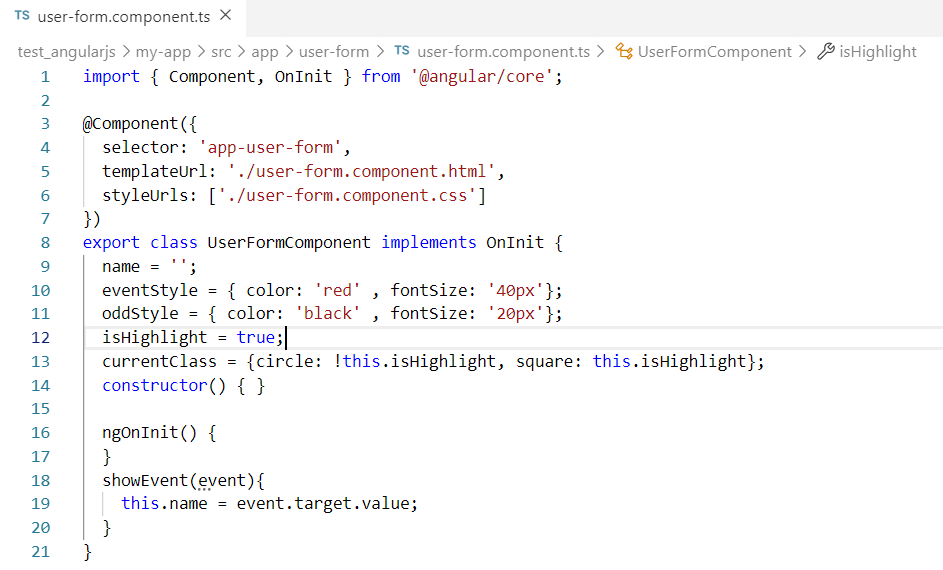 TS user-form.component.ts ×
test_angularjs > my-app > src > app > user-form > TS user-form.component.ts > UserFormComponent > isHighlight
1 import { Component, OnInit } from '@angular/core';
2
3 @Component({
4   selector: 'app-user-form',
5   templateUrl: './user-form.component.html',
6   styleUrls: ['./user-form.component.css']
7 })
8 export class UserFormComponent implements OnInit {
9   name = '';
10   eventStyle = { color: 'red' , fontSize: '40px'};
11   oddStyle = { color: 'black' , fontSize: '20px'};
12   isHighlight = true;
13   currentClass = {circle: !this.isHighlight, square: this.isHighlight};
14   constructor() { }
15
16   ngOnInit() {
17   }
18   showEvent(event){
19     this.name = event.target.value;
20   }
21 }